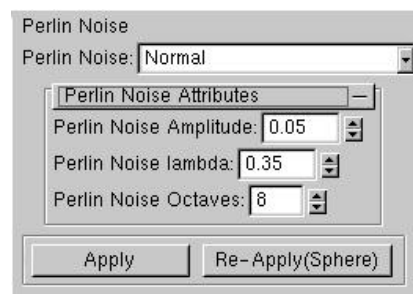 Perlin Noise
Perlin Noise: Normal
Perlin Noise Attributes
Perlin Noise Amplitude: 0.05
Perlin Noise lambda: 0.35
Perlin Noise Octaves: 8
Apply Re-Apply(Sphere)